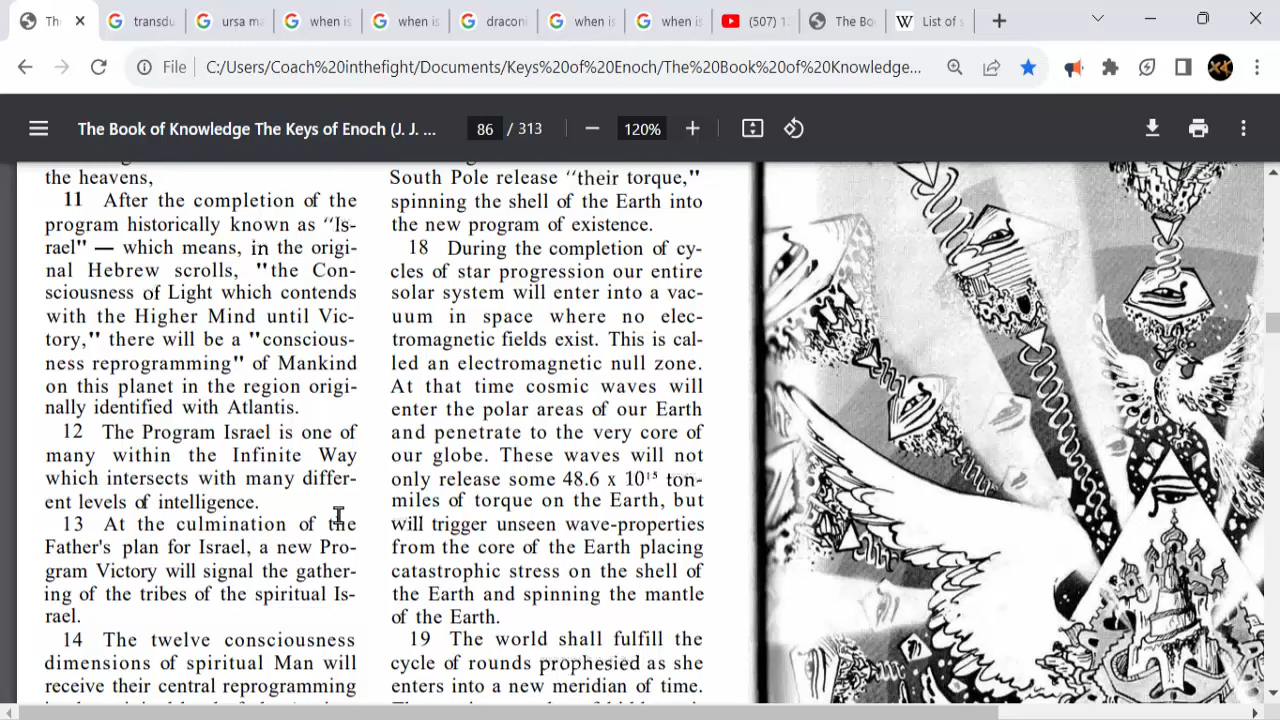 Th
transdu
ursa ma
when is
when is
draconi
when is
when is
(507) 1
The Bo
List of s
File
C:/Users/Coach%20inthefight/Documents/Keys%20of%20Enoch/The%20Book%20of%20Knowledge...
The Book of Knowledge The Keys of Enoch (J. J. ...
86 / 313
120%
the heavens,
11 After the completion of the
program historically known as "Is-
rael" — which means, in the origi-
nal Hebrew scrolls, "the Con-
sciousness of Light which contends
with the Higher Mind until Vic-
tory," there will be a "conscious-
ness reprogramming" of Mankind
on this planet in the region origi-
nally identified with Atlantis.
12 The Program Israel is one of
many within the Infinite Way
which intersects with many differ-
ent levels of intelligence.
13 At the culmination of the
Father's plan for Israel, a new Pro-
gram Victory will signal the gather-
ing of the tribes of the spiritual Is-
rael.
14 The twelve consciousness
dimensions of spiritual Man will
receive their central reprogramming
South Pole release "their torque,"
spinning the shell of the Earth into
the new program of existence.
18 During the completion of cy-
cles of star progression our entire
solar system will enter into a vac-
uum in space where no elec-
tromagnetic fields exist. This is cal-
led an electromagnetic null zone.
At that time cosmic waves will
enter the polar areas of our Earth
and penetrate to the very core of
our globe. These waves will not
only release some 48.6 x 10¹⁵ ton-
miles of torque on the Earth, but
will trigger unseen wave-properties
from the core of the Earth placing
catastrophic stress on the shell of
the Earth and spinning the mantle
of the Earth.
19 The world shall fulfill the
cycle of rounds prophesied as she
enters into a new meridian of time.